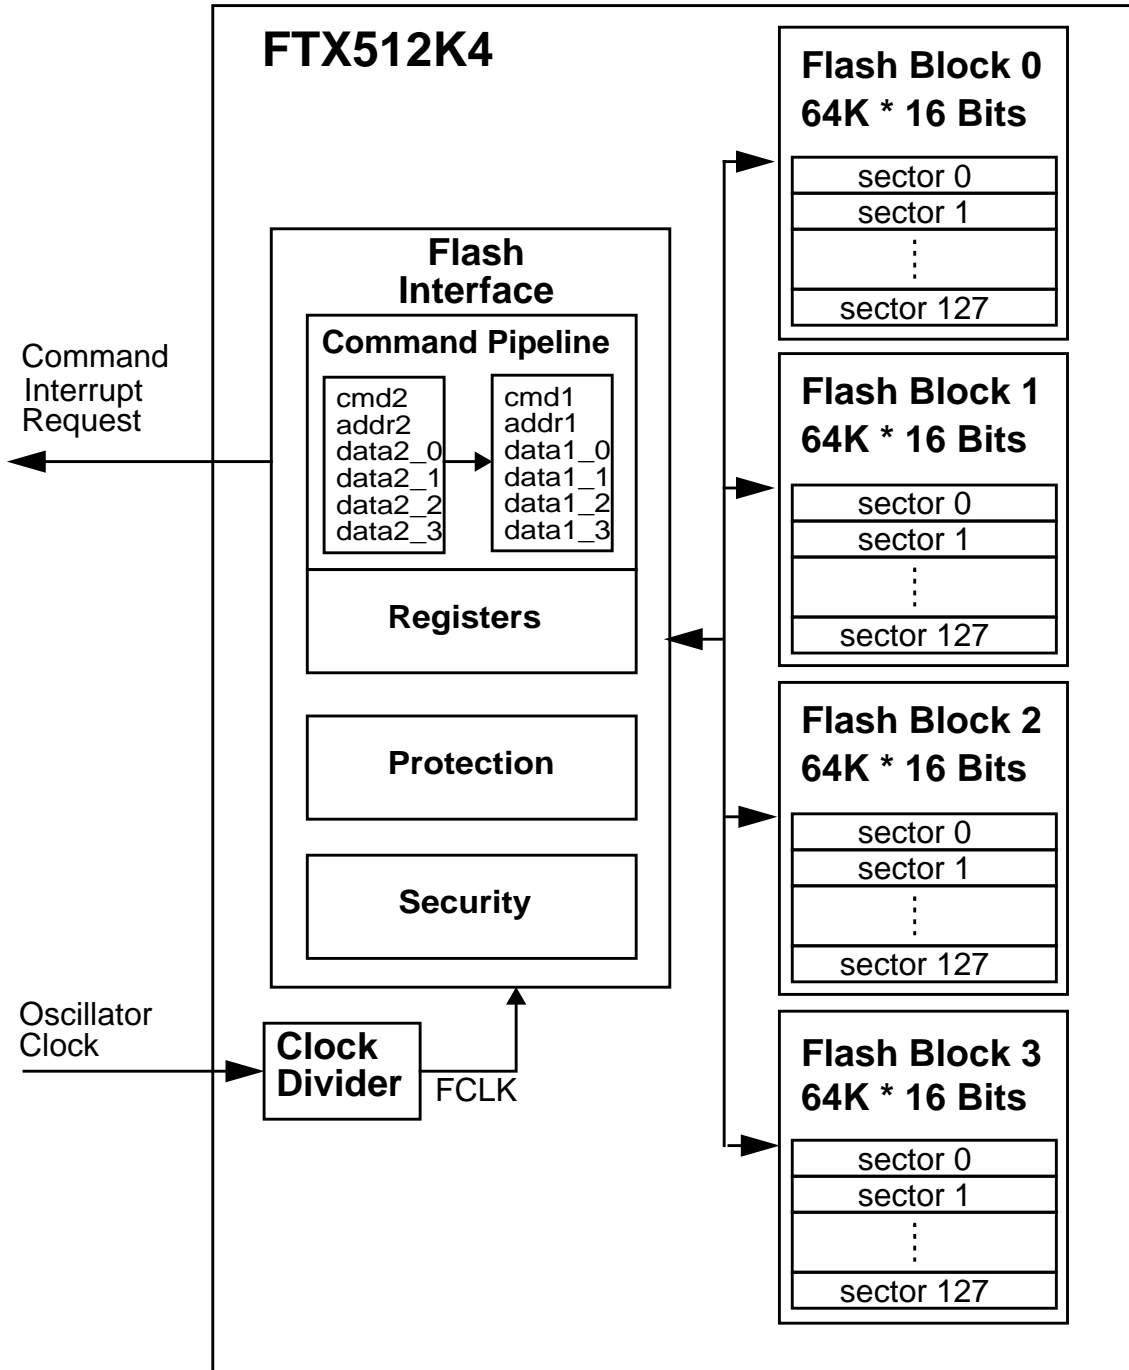 FTX512K4
Flash Block 0
64K * 16 Bits
sector 0
sector 1
sector 127
Flash
Interface
Command Pipeline
cmd2
addr2
data2_0
data2_1
data2_2
data2_3
cmd1
addr1
data1_0
data1_1
data1_2
data1_3
Registers
Protection
Security
Command
Interrupt
Request
Flash Block 1
64K * 16 Bits
sector 0
sector 1
sector 127
Flash Block 2
64K * 16 Bits
sector 0
sector 1
sector 127
Oscillator
Clock
Clock
Divider
FCLK
Flash Block 3
64K * 16 Bits
sector 0
sector 1
sector 127